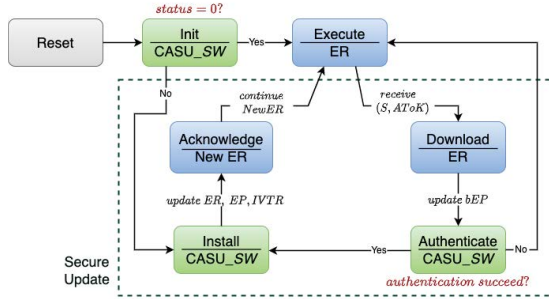 status = 0?
Reset
Init
CASU_SW
Yes
Execute
ER
No
continue
NewER
receive
(S, AToK)
Acknowledge
New ER
Download
ER
update ER, EP, IVTR
update bEP
Secure
Update
Install
CASU_SW
Yes
Authenticate
CASU_SW
No
authentication succeed?